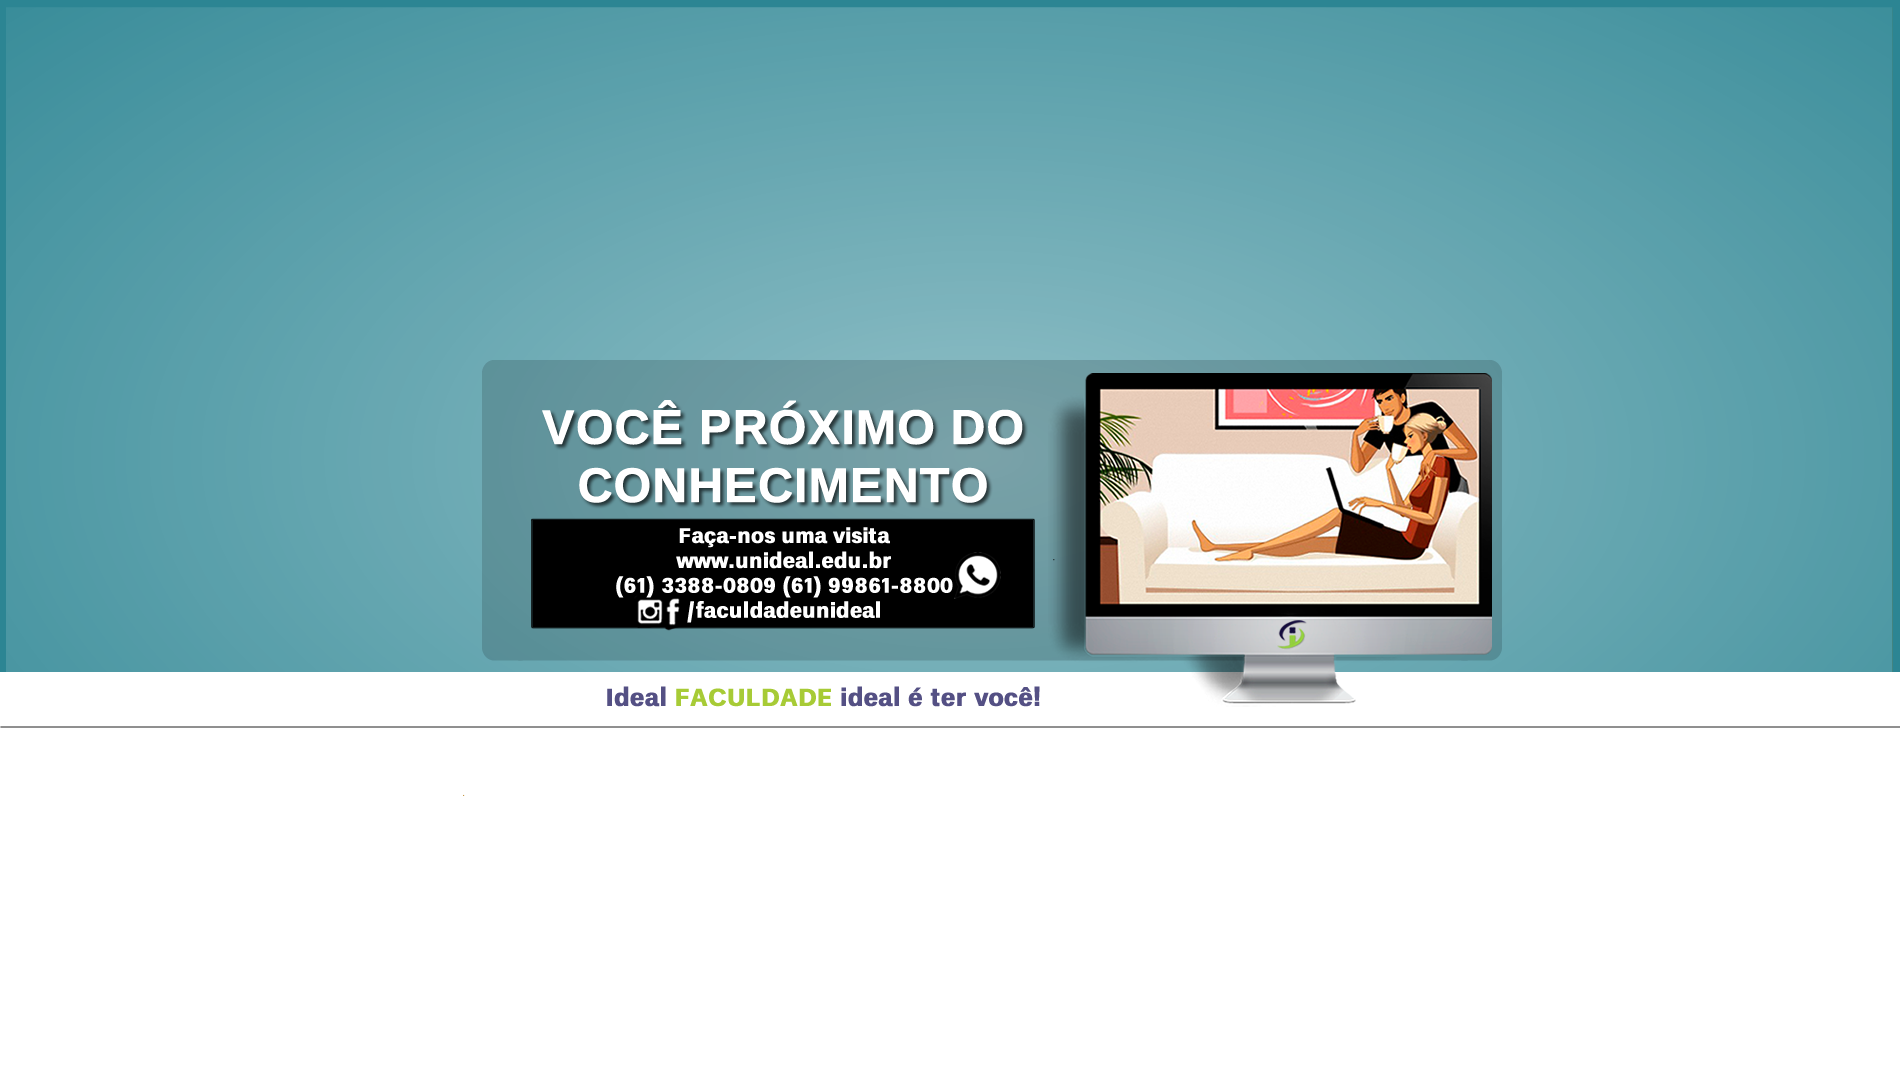 VOCÊ PRÓXIMO DO
CONHECIMENTO
Faça-nos uma visita
www.unideal.edu.br
(61) 3388-0809 (61) 99861-8800
/faculdadeunideal
Ideal FACULDADE ideal é ter você!